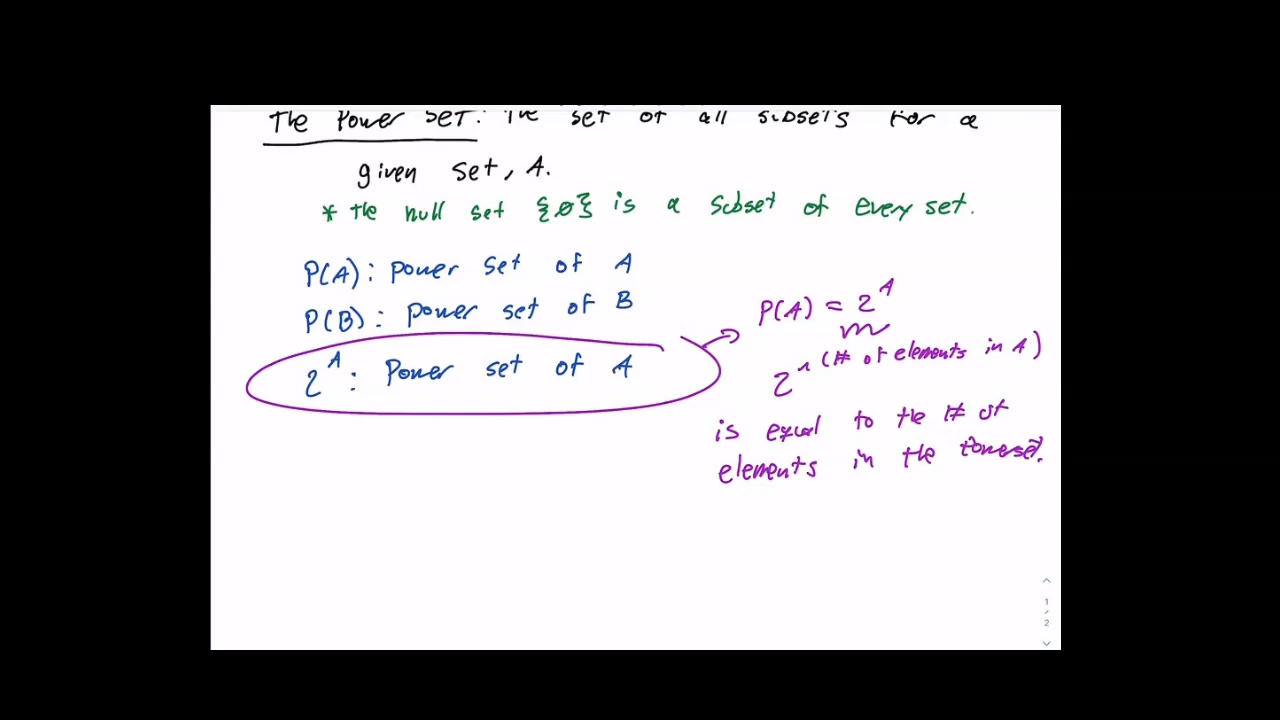 The Power Set: The set of all subsets for a
given set, A.
* the null set {∅} is a subset of every set.
P(A): power set of A
P(B): power set of B
2^A: Power set of A
P(A) = 2^A
2^n (# of elements in A)
is equal to the # of
elements in the Powerset.
1
/
2